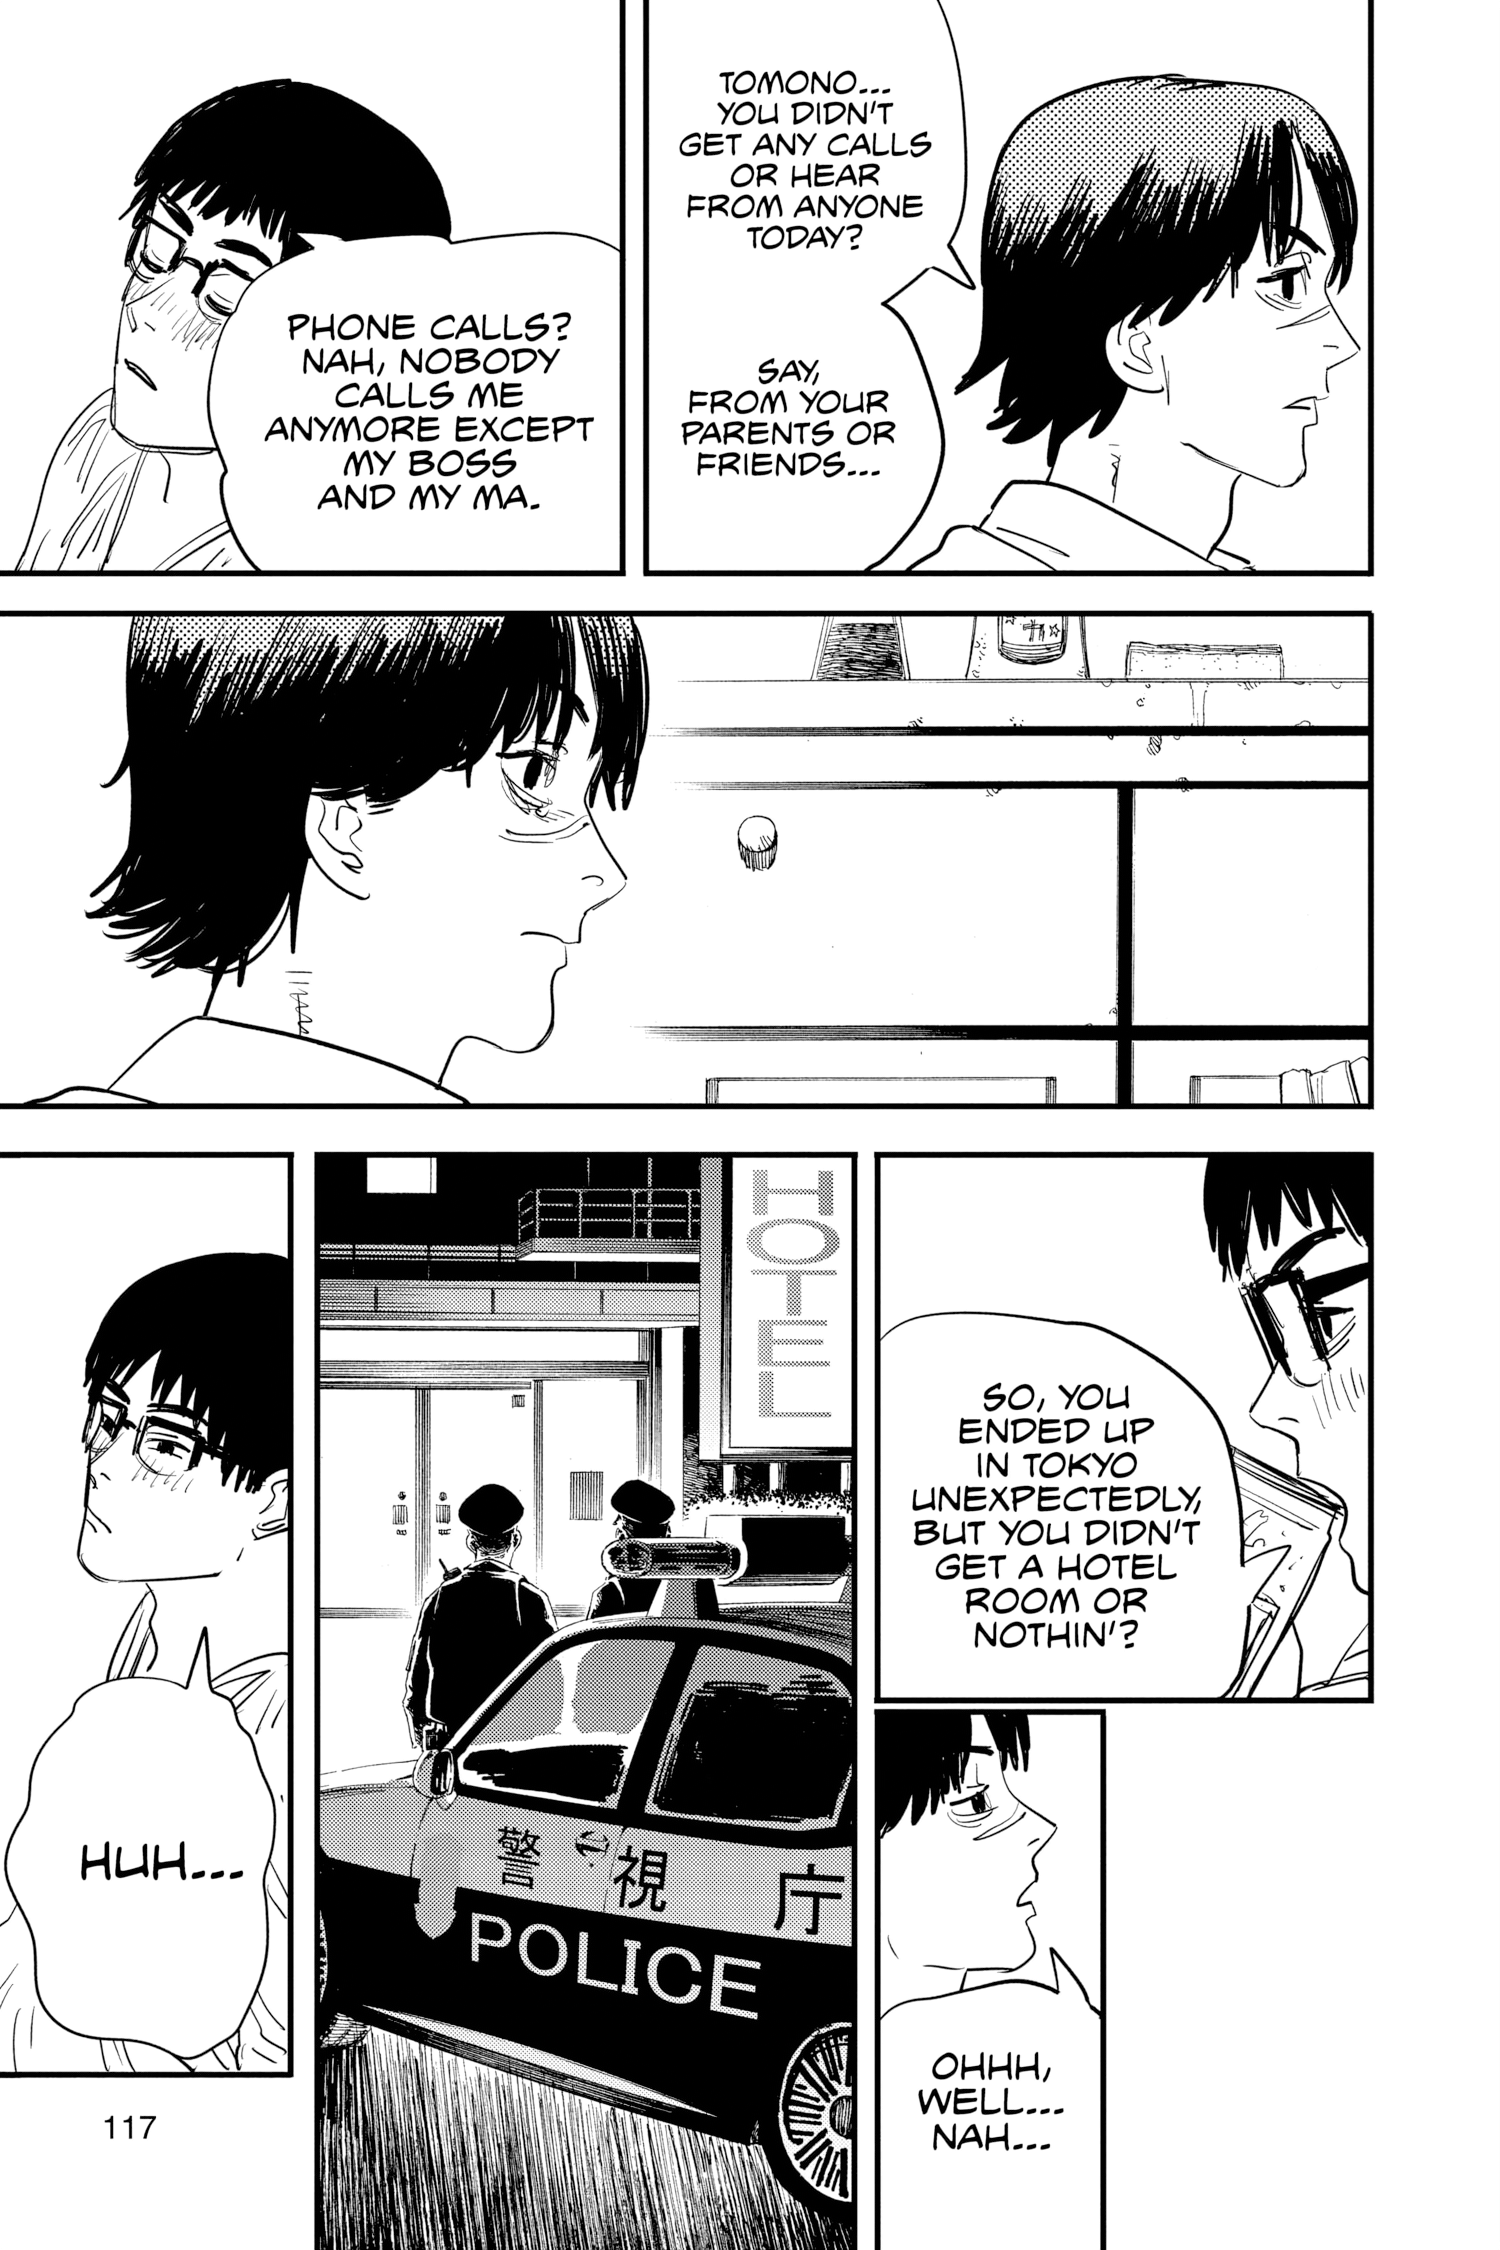 TOMONO...
YOU DIDN'T
GET ANY CALLS
OR HEAR
FROM ANYONE
TODAY?
SAY,
FROM YOUR
PARENTS OR
FRIENDS...
PHONE CALLS?
NAH, NOBODY
CALLS ME
ANYMORE EXCEPT
MY BOSS
AND MY MA.
SO, YOU
ENDED UP
IN TOKYO
UNEXPECTEDLY,
BUT YOU DIDN'T
GET A HOTEL
ROOM OR
NOTHIN'?
OHHH,
WELL...
NAH...
HOTEL
警視庁
POLICE
HUH...
117